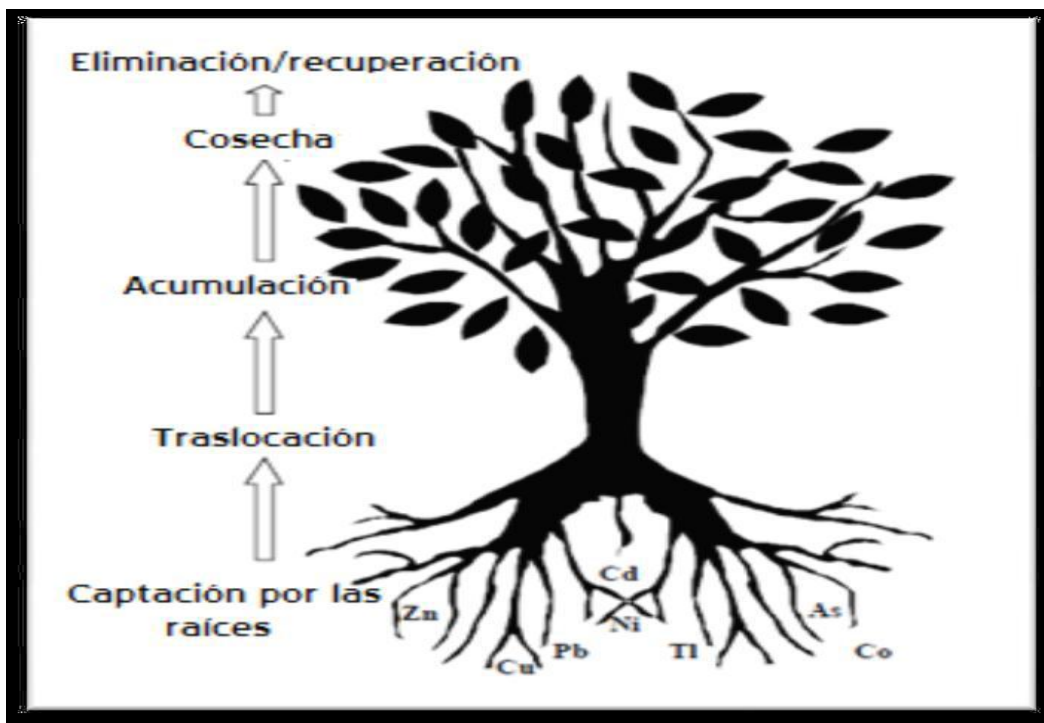 Eliminación/recuperación
Cosecha
Acumulación
Traslocación
Captación por las
raíces
Cd
Zn
As
Ni
Pb
Tl
Co
Cu